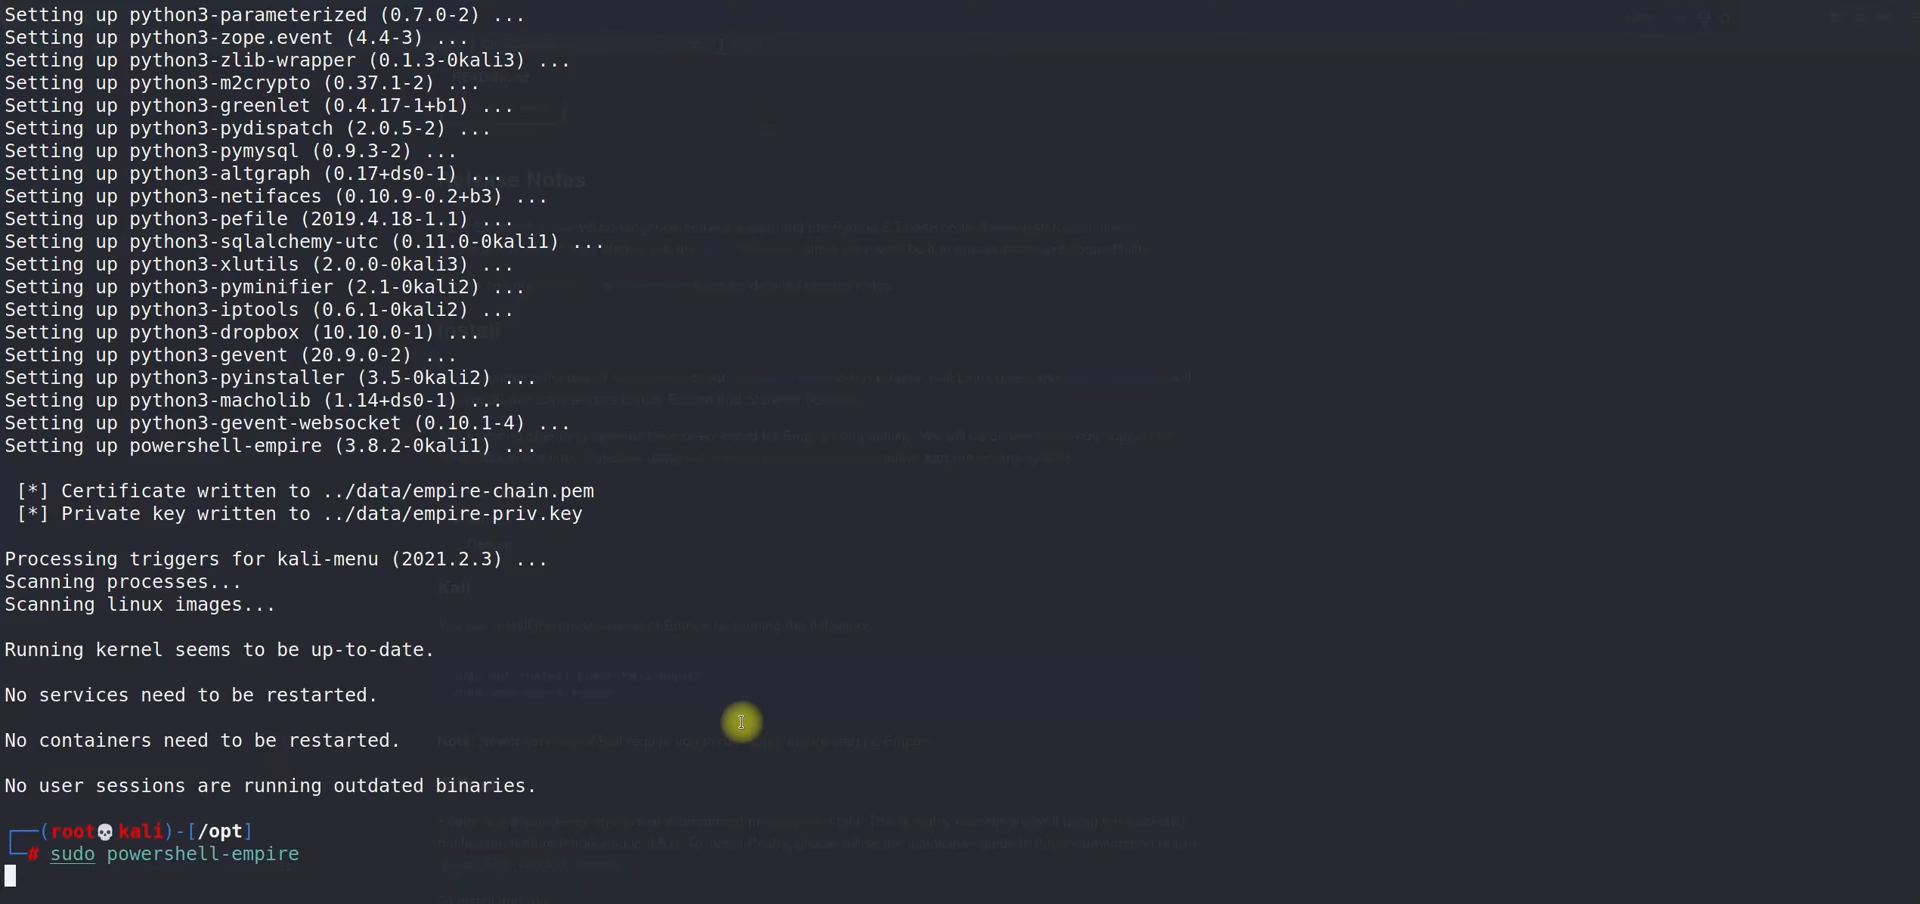 Setting up python3-parameterized (0.7.0-2) ...
Setting up python3-zope.event (4.4-3) ...
Setting up python3-zlib-wrapper (0.1.3-0kali3) ...
Setting up python3-m2crypto (0.37.1-2) ...
Setting up python3-greenlet (0.4.17-1+b1) ...
Setting up python3-pydispatch (2.0.5-2) ...
Setting up python3-pymysql (0.9.3-2) ...
Setting up python3-altgraph (0.17+ds0-1) ...
Setting up python3-netifaces (0.10.9-0.2+b3) ...
Setting up python3-pefile (2019.4.18-1.1) ...
Setting up python3-sqlalchemy-utc (0.11.0-0kali1) ...
Setting up python3-xlutils (2.0.0-0kali3) ...
Setting up python3-pyminifier (2.1-0kali2) ...
Setting up python3-iptools (0.6.1-0kali2) ...
Setting up python3-dropbox (10.10.0-1) ...
Setting up python3-gevent (20.9.0-2) ...
Setting up python3-pyinstaller (3.5-0kali2) ...
Setting up python3-macholib (1.14+ds0-1) ...
Setting up python3-gevent-websocket (0.10.1-4) ...
Setting up powershell-empire (3.8.2-0kali1) ...
[*] Certificate written to ../data/empire-chain.pem
[*] Private key written to ../data/empire-priv.key
Processing triggers for kali-menu (2021.2.3) ...
Scanning processes...
Scanning linux images...
Running kernel seems to be up-to-date.
No services need to be restarted.
No containers need to be restarted.
No user sessions are running outdated binaries.
┌──(root💀kali)-[/opt]
└─# sudo powershell-empire
Notes
Install
Kali